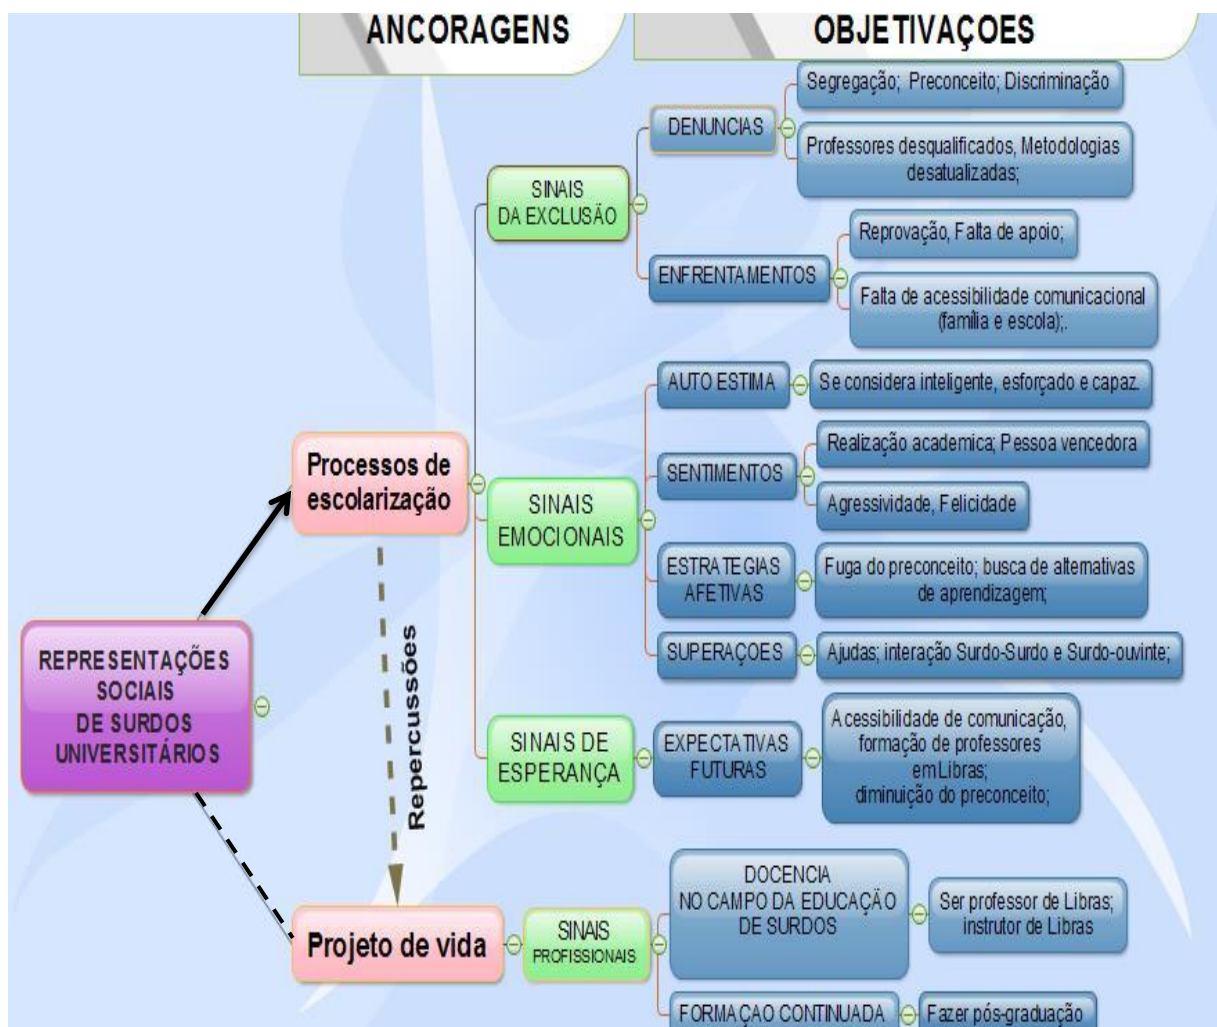 ANCORAGENS
OBJETIVAÇOES
REPRESENTAÇÕES
SOCIAIS
DE SURDOS
UNIVERSITÁRIOS
Processos de
escolarização
Repercussões
Projeto de vida
SINAIS
DA EXCLUSÃO
DENUNCIAS
Segregação; Preconceito; Discriminação
Professores desqualificados, Metodologias
desatualizadas;
ENFRENTAMENTOS
Reprovação, Falta de apoio;
Falta de acessibilidade comunicacional
(família e escola);.
SINAIS
EMOCIONAIS
AUTO ESTIMA
Se considera inteligente, esforçado e capaz.
SENTIMENTOS
Realização academica; Pessoa vencedora
Agressividade, Felicidade
ESTRATEGIAS
AFETIVAS
Fuga do preconceito; busca de alternativas
de aprendizagem;
SUPERAÇOES
Ajudas; interação Surdo-Surdo e Surdo-ouvinte;
SINAIS DE
ESPERANÇA
EXPECTATIVAS
FUTURAS
Acessibilidade de comunicação,
formação de professores
em Libras;
diminuição do preconceito;
SINAIS
PROFISSIONAIS
DOCENCIA
NO CAMPO DA EDUCAÇÃO
DE SURDOS
Ser professor de Libras;
instrutor de Libras
FORMAÇAO CONTINUADA
Fazer pós-graduação